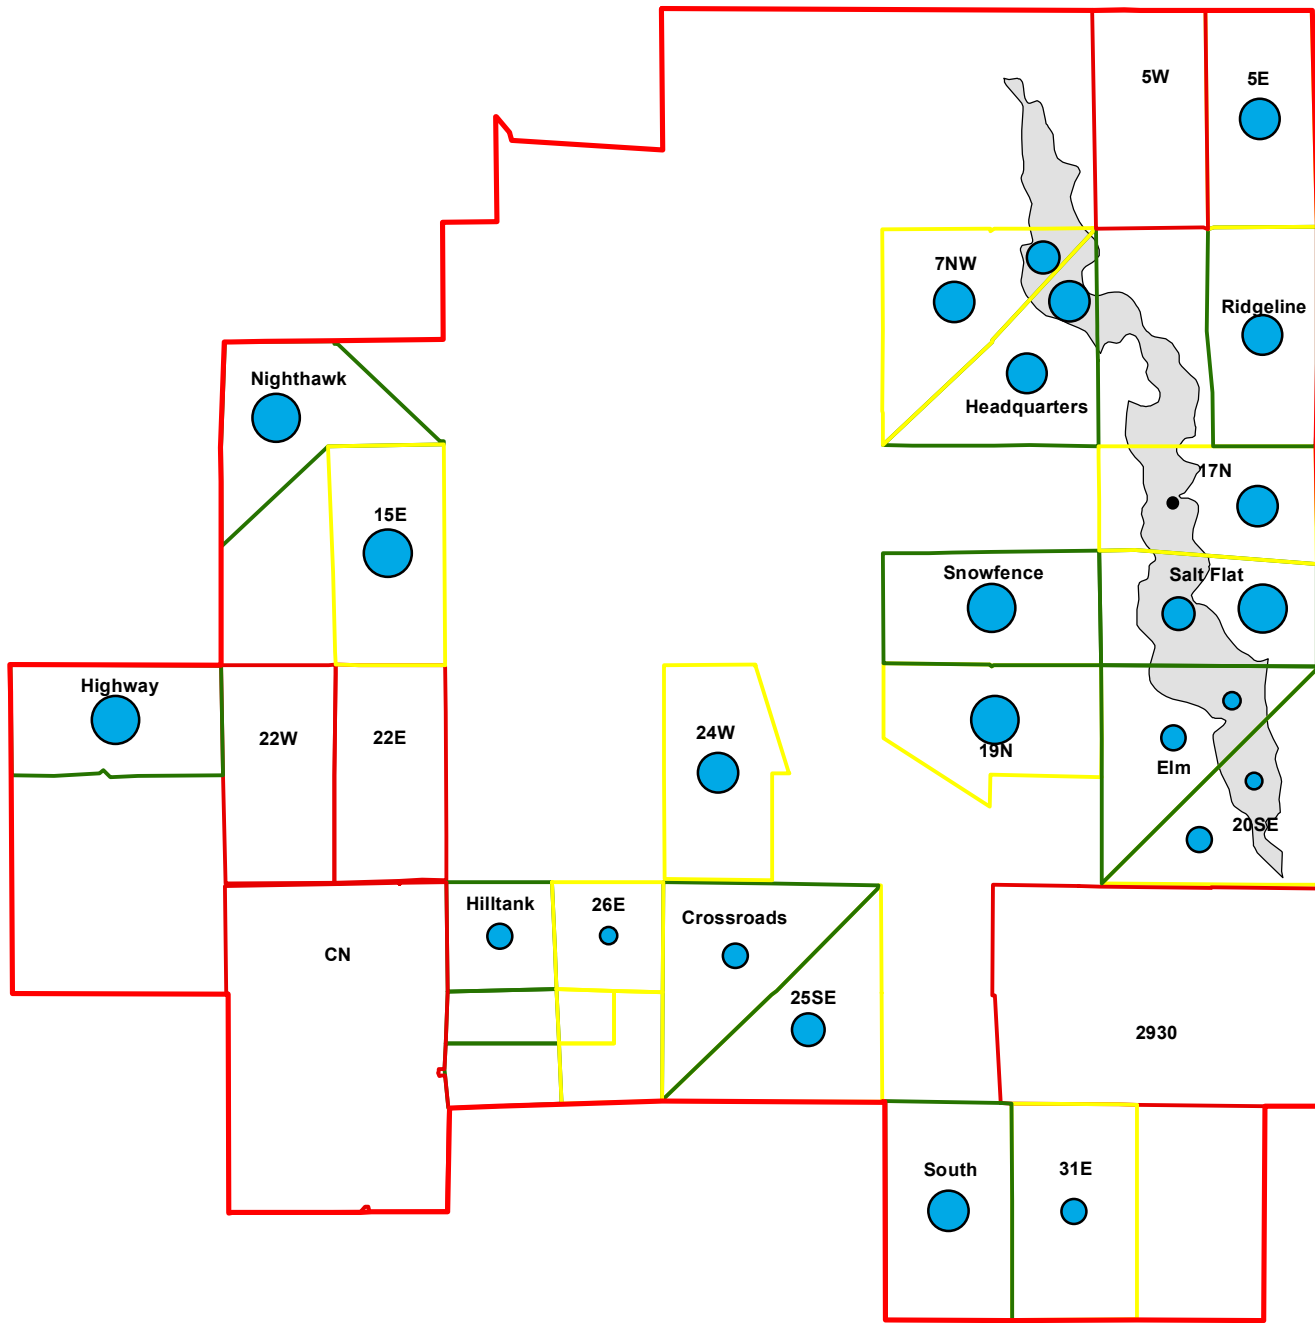 5W
5E
7NW
Ridgeline
Nighthawk
Headquarters
17N
15E
Snowfence
Salt Flat
Highway
22W
22E
24W
19N
Elm
20SE
Hilltank
26E
Crossroads
CN
25SE
2930
South
31E